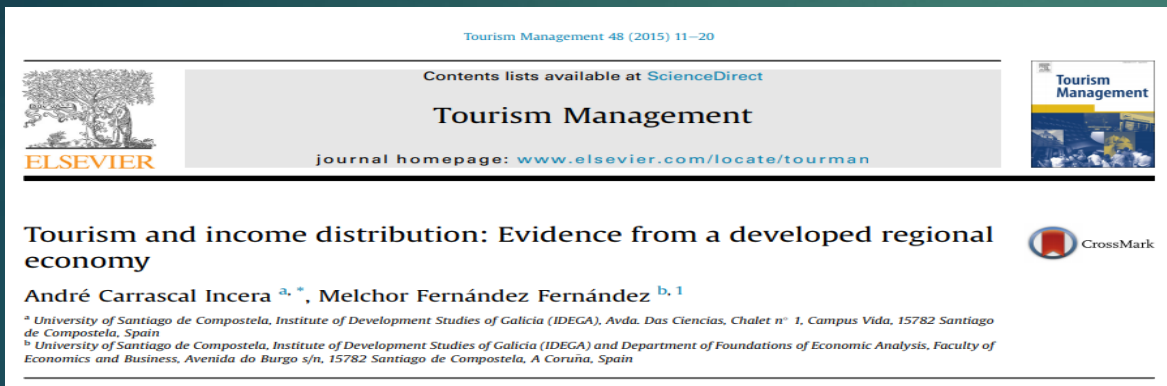 Tourism Management 48 (2015) 11–20
Contents lists available at ScienceDirect
Tourism Management
journal homepage: www.elsevier.com/locate/tourman
ELSEVIER
Tourism
Management
Tourism and income distribution: Evidence from a developed regional
economy
CrossMark
André Carrascal Incera a, *, Melchor Fernández Fernández b, 1
a University of Santiago de Compostela, Institute of Development Studies of Galicia (IDEGA), Avda. Das Ciencias, Chalet n° 1, Campus Vida, 15782 Santiago
de Compostela, Spain
b University of Santiago de Compostela, Institute of Development Studies of Galicia (IDEGA) and Department of Foundations of Economic Analysis, Faculty of
Economics and Business, Avenida do Burgo s/n, 15782 Santiago de Compostela, A Coruña, Spain